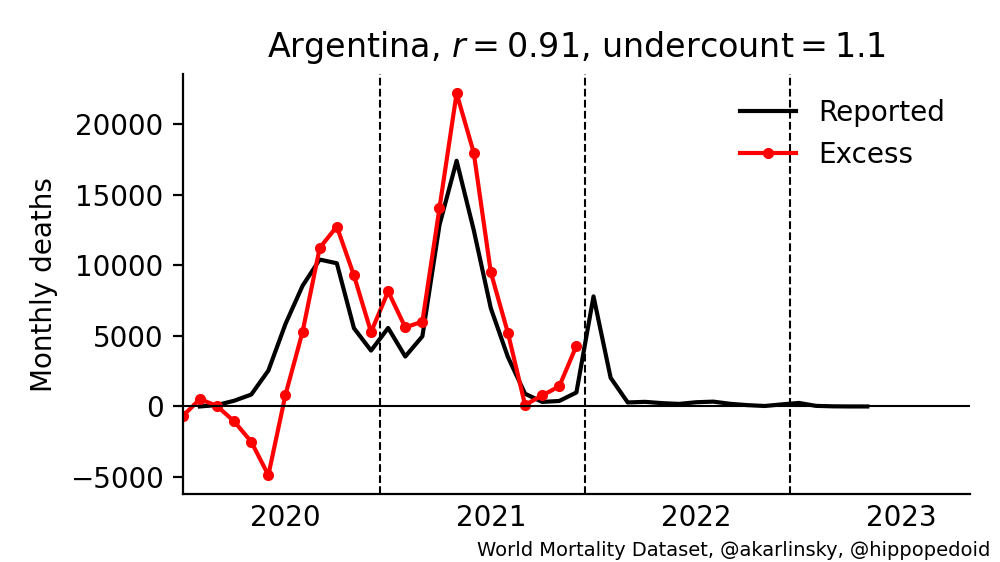 Argentina, r = 0.91, undercount = 1.1
Monthly deaths
20000
15000
10000
5000
0
−5000
Reported
Excess
2020 2021 2022 2023
World Mortality Dataset, @akarlinsky, @hippopedoid